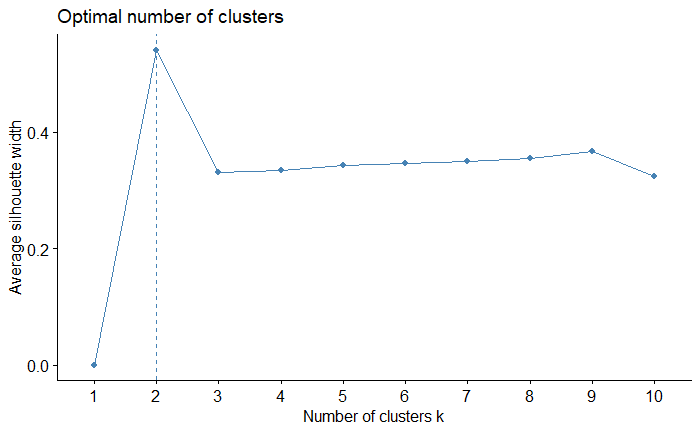 Optimal number of clusters
Average silhouette width
0.4
0.2
0.0
1 2 3 4 5 6 7 8 9 10
Number of clusters k